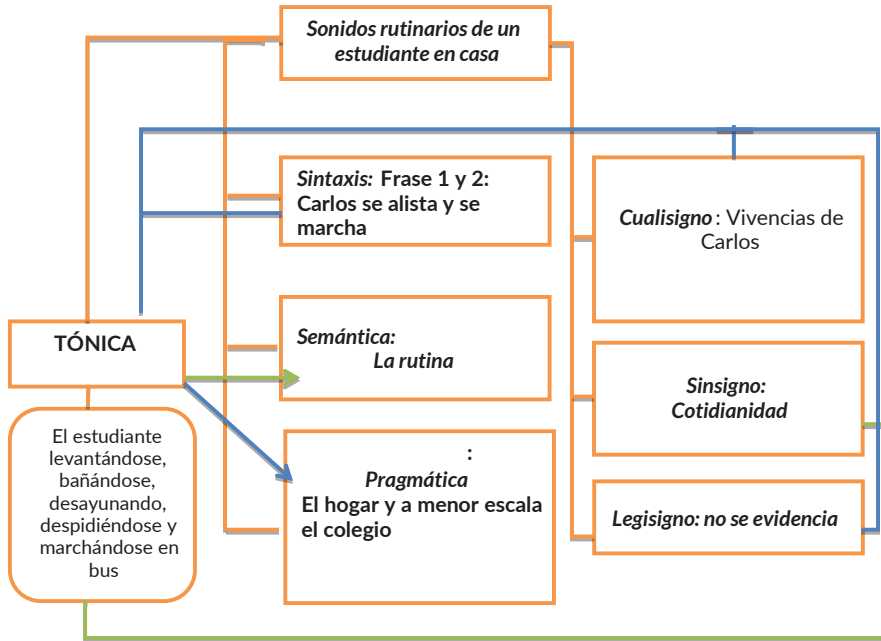 Sonidos rutinarios de un
estudiante en casa
Sintaxis: Frase 1 y 2:
Carlos se alista y se
marcha
Cualisigno : Vivencias de
Carlos
TÓNICA
Semántica:
La rutina
Sinsigno:
Cotidianidad
El estudiante
levantándose,
bañándose,
desayunando,
despidiéndose y
marchándose en
bus
:
Pragmática
El hogar y a menor escala
el colegio
Legisigno: no se evidencia